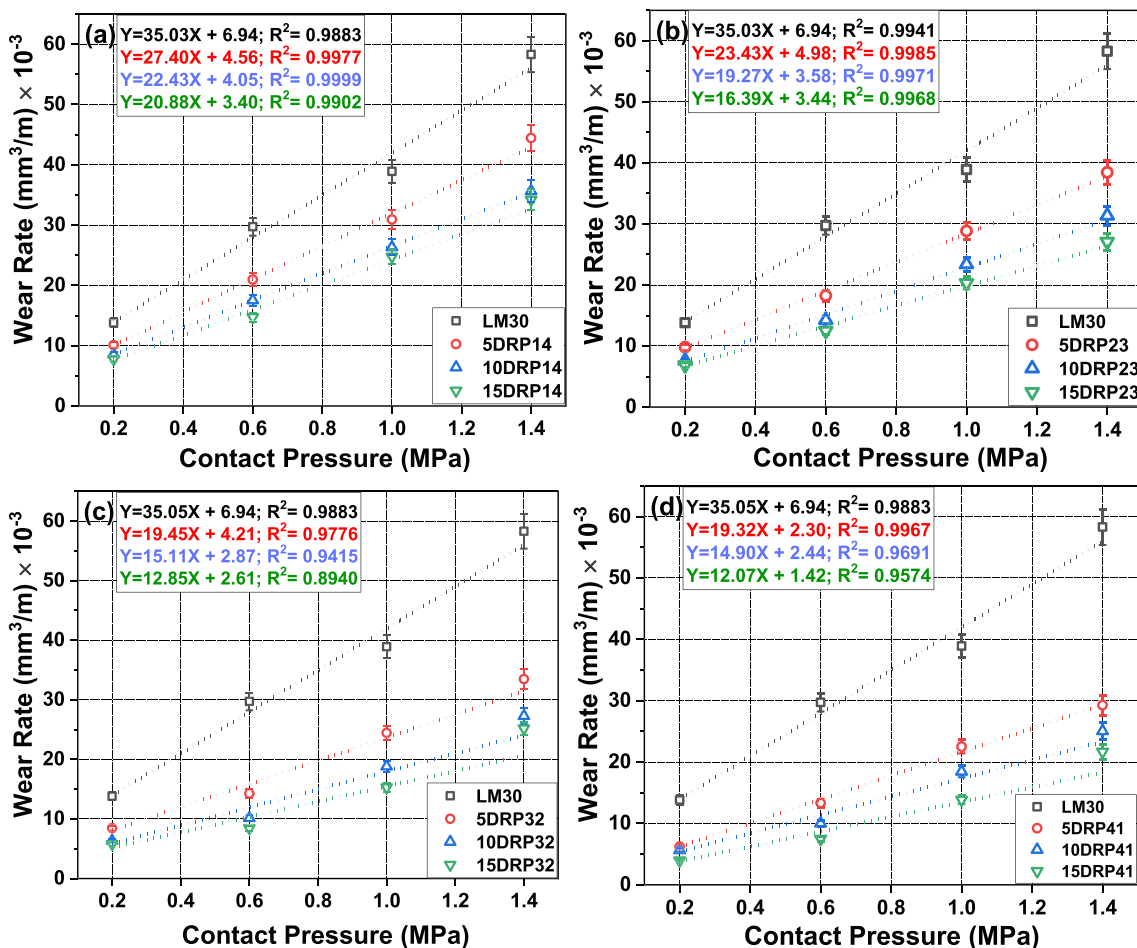 (a)
Y=35.03X + 6.94; R²= 0.9883
Y=27.40X + 4.56; R²= 0.9977
Y=22.43X + 4.05; R²= 0.9999
Y=20.88X + 3.40; R²= 0.9902
Wear Rate (mm³/m) × 10⁻³
60
50
40
30
20
10
0
LM30
5DRP14
10DRP14
15DRP14
0.2 0.4 0.6 0.8 1.0 1.2 1.4
Contact Pressure (MPa)
(b)
Y=35.03X + 6.94; R²= 0.9941
Y=23.43X + 4.98; R²= 0.9985
Y=19.27X + 3.58; R²= 0.9971
Y=16.39X + 3.44; R²= 0.9968
Wear Rate (mm³/m) × 10⁻³
60
50
40
30
20
10
0
LM30
5DRP23
10DRP23
15DRP23
0.2 0.4 0.6 0.8 1.0 1.2 1.4
Contact Pressure (MPa)
(c)
Y=35.05X + 6.94; R²= 0.9883
Y=19.45X + 4.21; R²= 0.9776
Y=15.11X + 2.87; R²= 0.9415
Y=12.85X + 2.61; R²= 0.8940
Wear Rate (mm³/m) × 10⁻³
60
50
40
30
20
10
0
LM30
5DRP32
10DRP32
15DRP32
0.2 0.4 0.6 0.8 1.0 1.2 1.4
Contact Pressure (MPa)
(d)
Y=35.05X + 6.94; R²= 0.9883
Y=19.32X + 2.30; R²= 0.9967
Y=14.90X + 2.44; R²= 0.9691
Y=12.07X + 1.42; R²= 0.9574
Wear Rate (mm³/m) × 10⁻³
60
50
40
30
20
10
0
LM30
5DRP41
10DRP41
15DRP41
0.2 0.4 0.6 0.8 1.0 1.2 1.4
Contact Pressure (MPa)